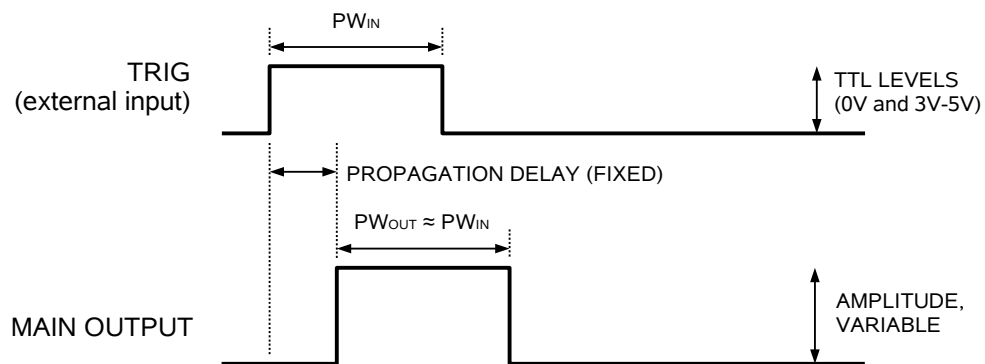 PWIN
TRIG
(external input)
TTL LEVELS
(0V and 3V-5V)
PROPAGATION DELAY (FIXED)
PWOUT ≈ PWIN
MAIN OUTPUT
AMPLITUDE,
VARIABLE